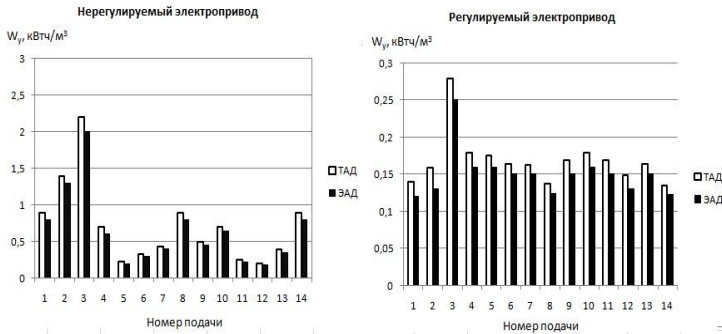 Нерегулируемый электропривод
Wу, кВтч/м³
3
2,5
2
1,5
1
0,5
0
1 2 3 4 5 6 7 8 9 10 11 12 13 14
Номер подачи
ТАД
ЭАД
Регулируемый электропривод
Wу, кВтч/м³
0,3
0,25
0,2
0,15
0,1
0,05
0
1 2 3 4 5 6 7 8 9 10 11 12 13 14
Номер подачи
ТАД
ЭАД